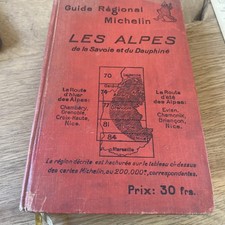 Guide Régional
Michelin
LES ALPES
de la Savoie et du Dauphiné
70
74
77
81
84
Marseille
La Route
d'hiver
des Alpes:
Chambéry,
Grenoble,
Croix-Haute,
Nice.
La Route
d'été
des Alpes:
Evian,
Chamonix,
Briançon,
Nice.
La région décrite est hachurée sur le tableau ci-dessus
des cartes Michelin, au 200.000e, correspondantes.
Prix: 30 frs.